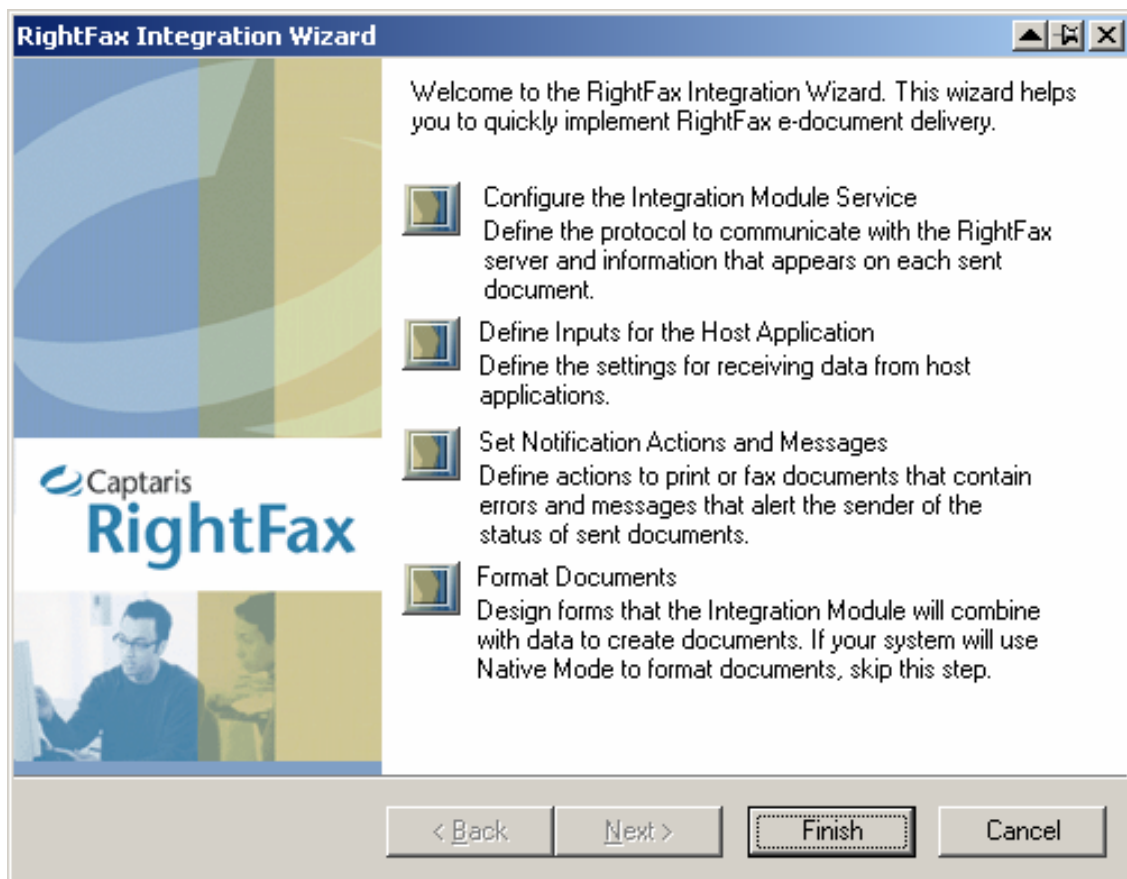 RightFax Integration Wizard
Welcome to the RightFax Integration Wizard. This wizard helps
you to quickly implement RightFax e-document delivery.
Configure the Integration Module Service
Define the protocol to communicate with the RightFax
server and information that appears on each sent
document.
Define Inputs for the Host Application
Define the settings for receiving data from host
applications.
Set Notification Actions and Messages
Define actions to print or fax documents that contain
errors and messages that alert the sender of the
status of sent documents.
Format Documents
Design forms that the Integration Module will combine
with data to create documents. If your system will use
Native Mode to format documents, skip this step.
Captaris
RightFax
< Back
Next >
Finish
Cancel